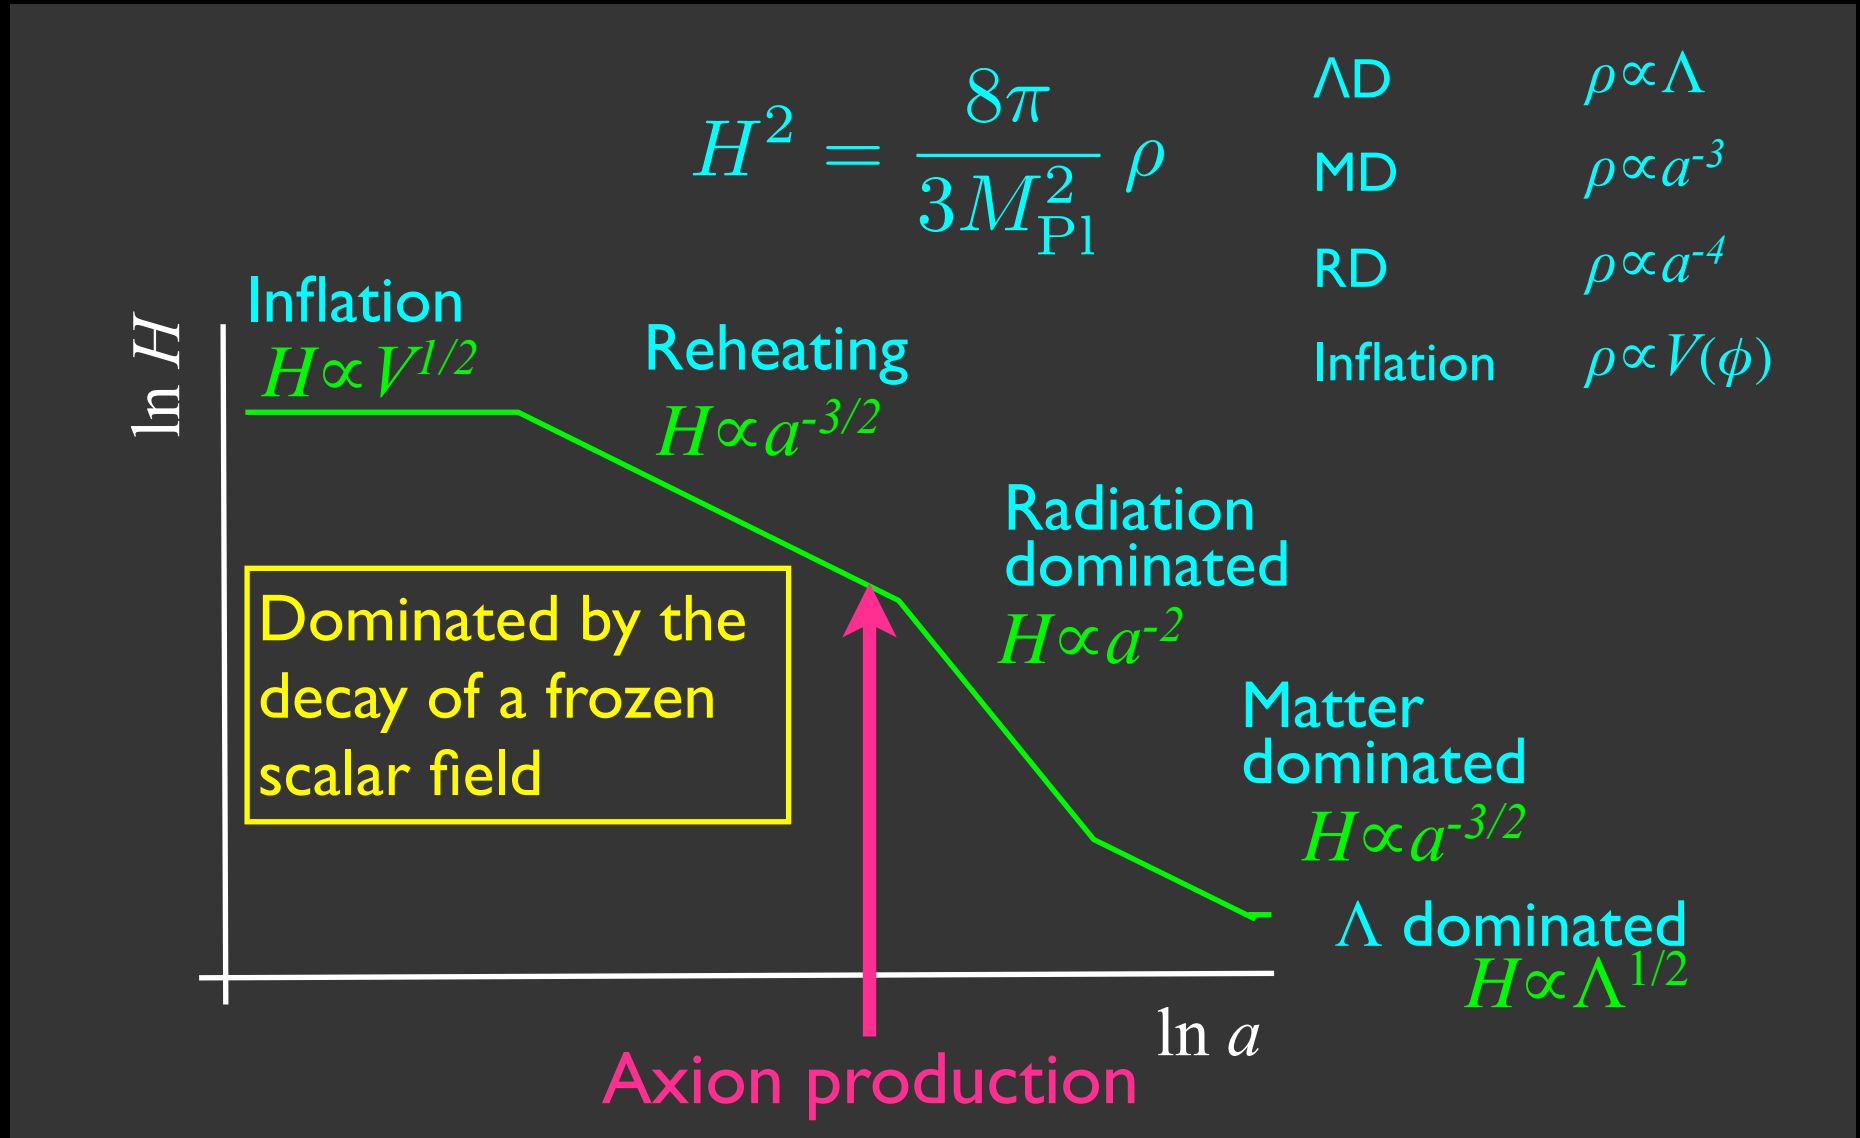 H² = 8π / 3M²_Pl ρ
ΛD ρ∝Λ
MD ρ∝a⁻³
RD ρ∝a⁻⁴
Inflation ρ∝V(ϕ)
ln H
Inflation
H∝V^1/2
Reheating
H∝a^-3/2
Radiation
dominated
H∝a^-2
Dominated by the
decay of a frozen
scalar field
Matter
dominated
H∝a^-3/2
Λ dominated
H∝Λ^1/2
ln a
Axion production